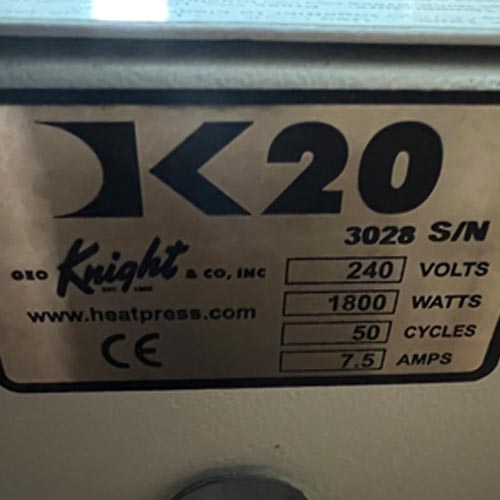 K20
3028 S/N
GEO Knight & CO, INC
240 VOLTS
www.heatpress.com
1800 WATTS
50 CYCLES
CE
7.5 AMPS